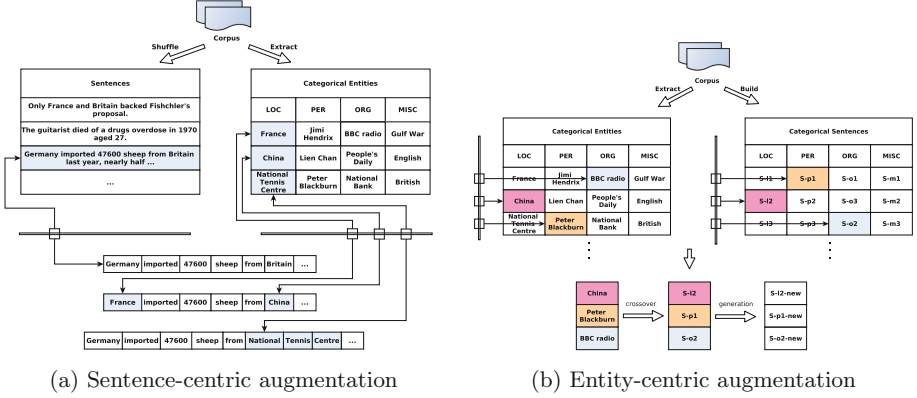 Corpus
Shuffle
Extract
Sentences
Only France and Britain backed Fishchler's
proposal.
The guitarist died of a drugs overdose in 1970
aged 27.
Germany imported 47600 sheep from Britain
last year, nearly half ...
...
Categorical Entities
LOC PER ORG MISC
France Jimi Hendrix BBC radio Gulf War
China Lien Chan People's Daily English
National Tennis Centre Peter Blackburn National Bank British
Germany imported 47600 sheep from Britain ...
France imported 47600 sheep from China ...
Germany imported 47600 sheep from National Tennis Centre ...
(a) Sentence-centric augmentation
Corpus
Extract
Build
Categorical Entities
LOC PER ORG MISC
France Jimi Hendrix BBC radio Gulf War
China Lien Chan People's Daily English
National Tennis Centre Peter Blackburn National Bank British
Categorical Sentences
LOC PER ORG MISC
S-l1 S-p1 S-o1 S-m1
S-l2 S-p2 S-o3 S-m2
S-l3 S-p3 S-o2 S-m3
China crossover S-l2 generation S-l2-new
Peter Blackburn S-p1 S-p1-new
BBC radio S-o2 S-o2-new
(b) Entity-centric augmentation